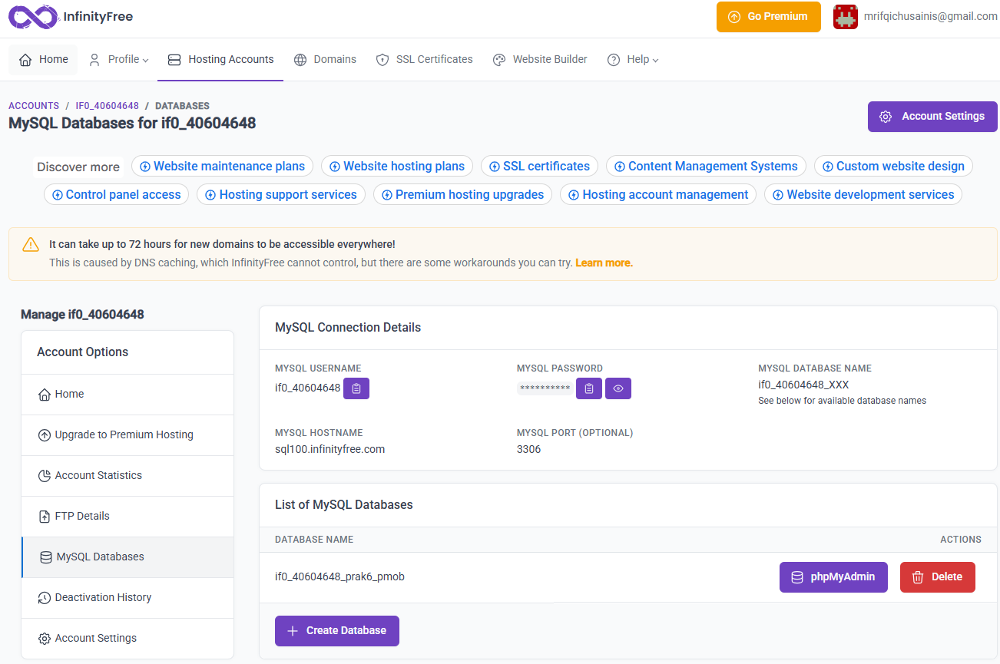 InfinityFree
Go Premium
mrifqichusainis@gmail.com
Home Profile Hosting Accounts Domains SSL Certificates Website Builder Help
ACCOUNTS / IF0_40604648 / DATABASES
MySQL Databases for if0_40604648
Account Settings
Discover more Website maintenance plans Website hosting plans SSL certificates Content Management Systems Custom website design
Control panel access Hosting support services Premium hosting upgrades Hosting account management Website development services
It can take up to 72 hours for new domains to be accessible everywhere!
This is caused by DNS caching, which InfinityFree cannot control, but there are some workarounds you can try. Learn more.
Manage if0_40604648
Account Options
Home
Upgrade to Premium Hosting
Account Statistics
FTP Details
MySQL Databases
Deactivation History
Account Settings
MySQL Connection Details
MYSQL USERNAME
if0_40604648
MYSQL PASSWORD
**********
MYSQL DATABASE NAME
if0_40604648_XXX
See below for available database names
MYSQL HOSTNAME
sql100.infinityfree.com
MYSQL PORT (OPTIONAL)
3306
List of MySQL Databases
DATABASE NAME ACTIONS
if0_40604648_prak6_pmob phpMyAdmin Delete
Create Database